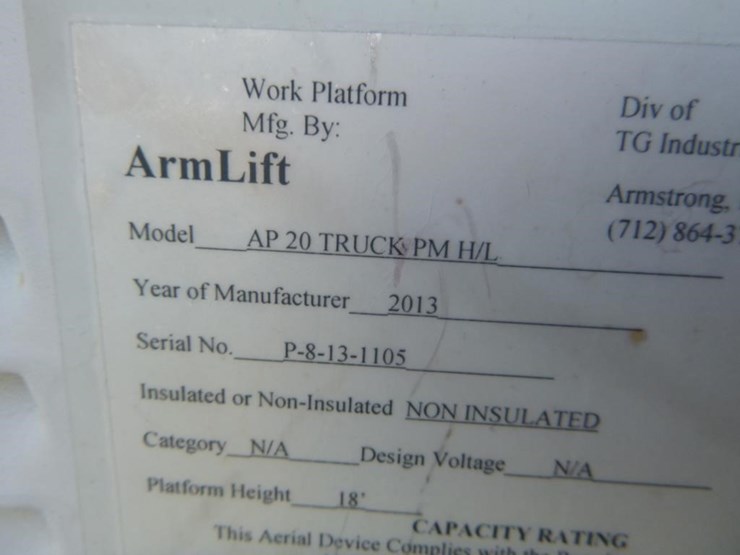 Work Platform
Mfg. By:
ArmLift
Div of
TG Industr
Armstrong,
(712) 864-3
Model AP 20 TRUCK PM H/L
Year of Manufacturer 2013
Serial No. P-8-13-1105
Insulated or Non-Insulated NON INSULATED
Category N/A Design Voltage N/A
Platform Height 18'
CAPACITY RATING
This Aerial Device Complies with the